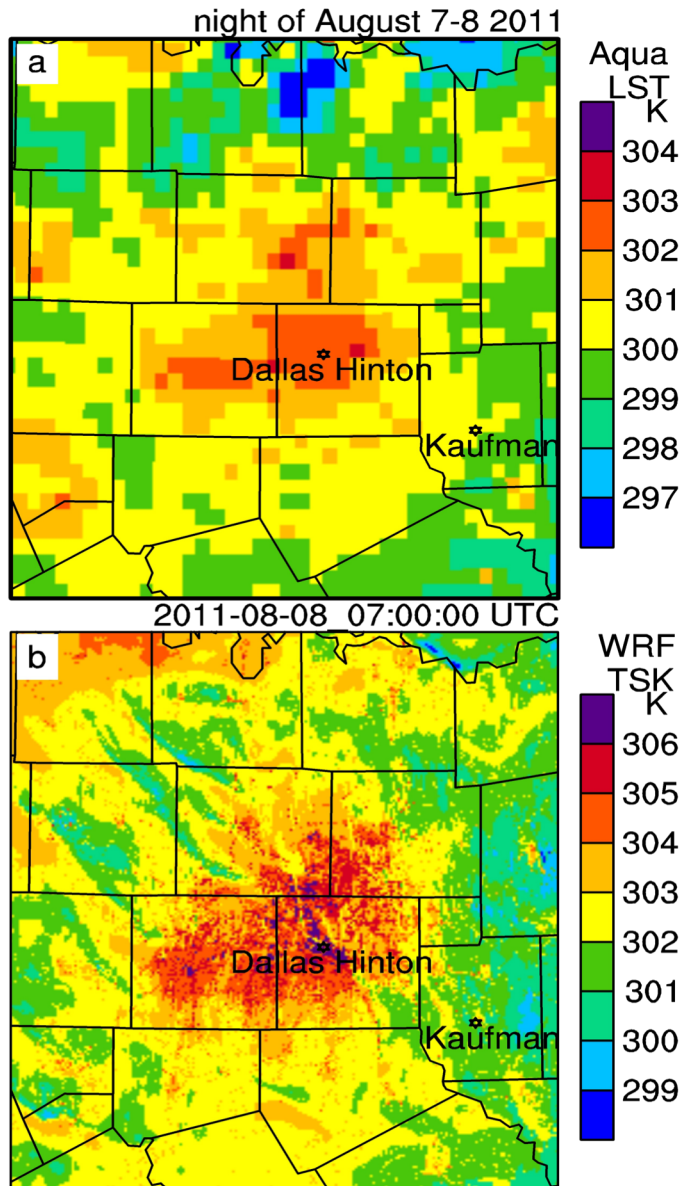 night of August 7-8 2011
a
Aqua
LST
K
304
303
302
301
300
299
298
297
Dallas Hinton
Kaufman
2011-08-08_07:00:00 UTC
b
WRF
TSK
K
306
305
304
303
302
301
300
299
Dallas Hinton
Kaufman